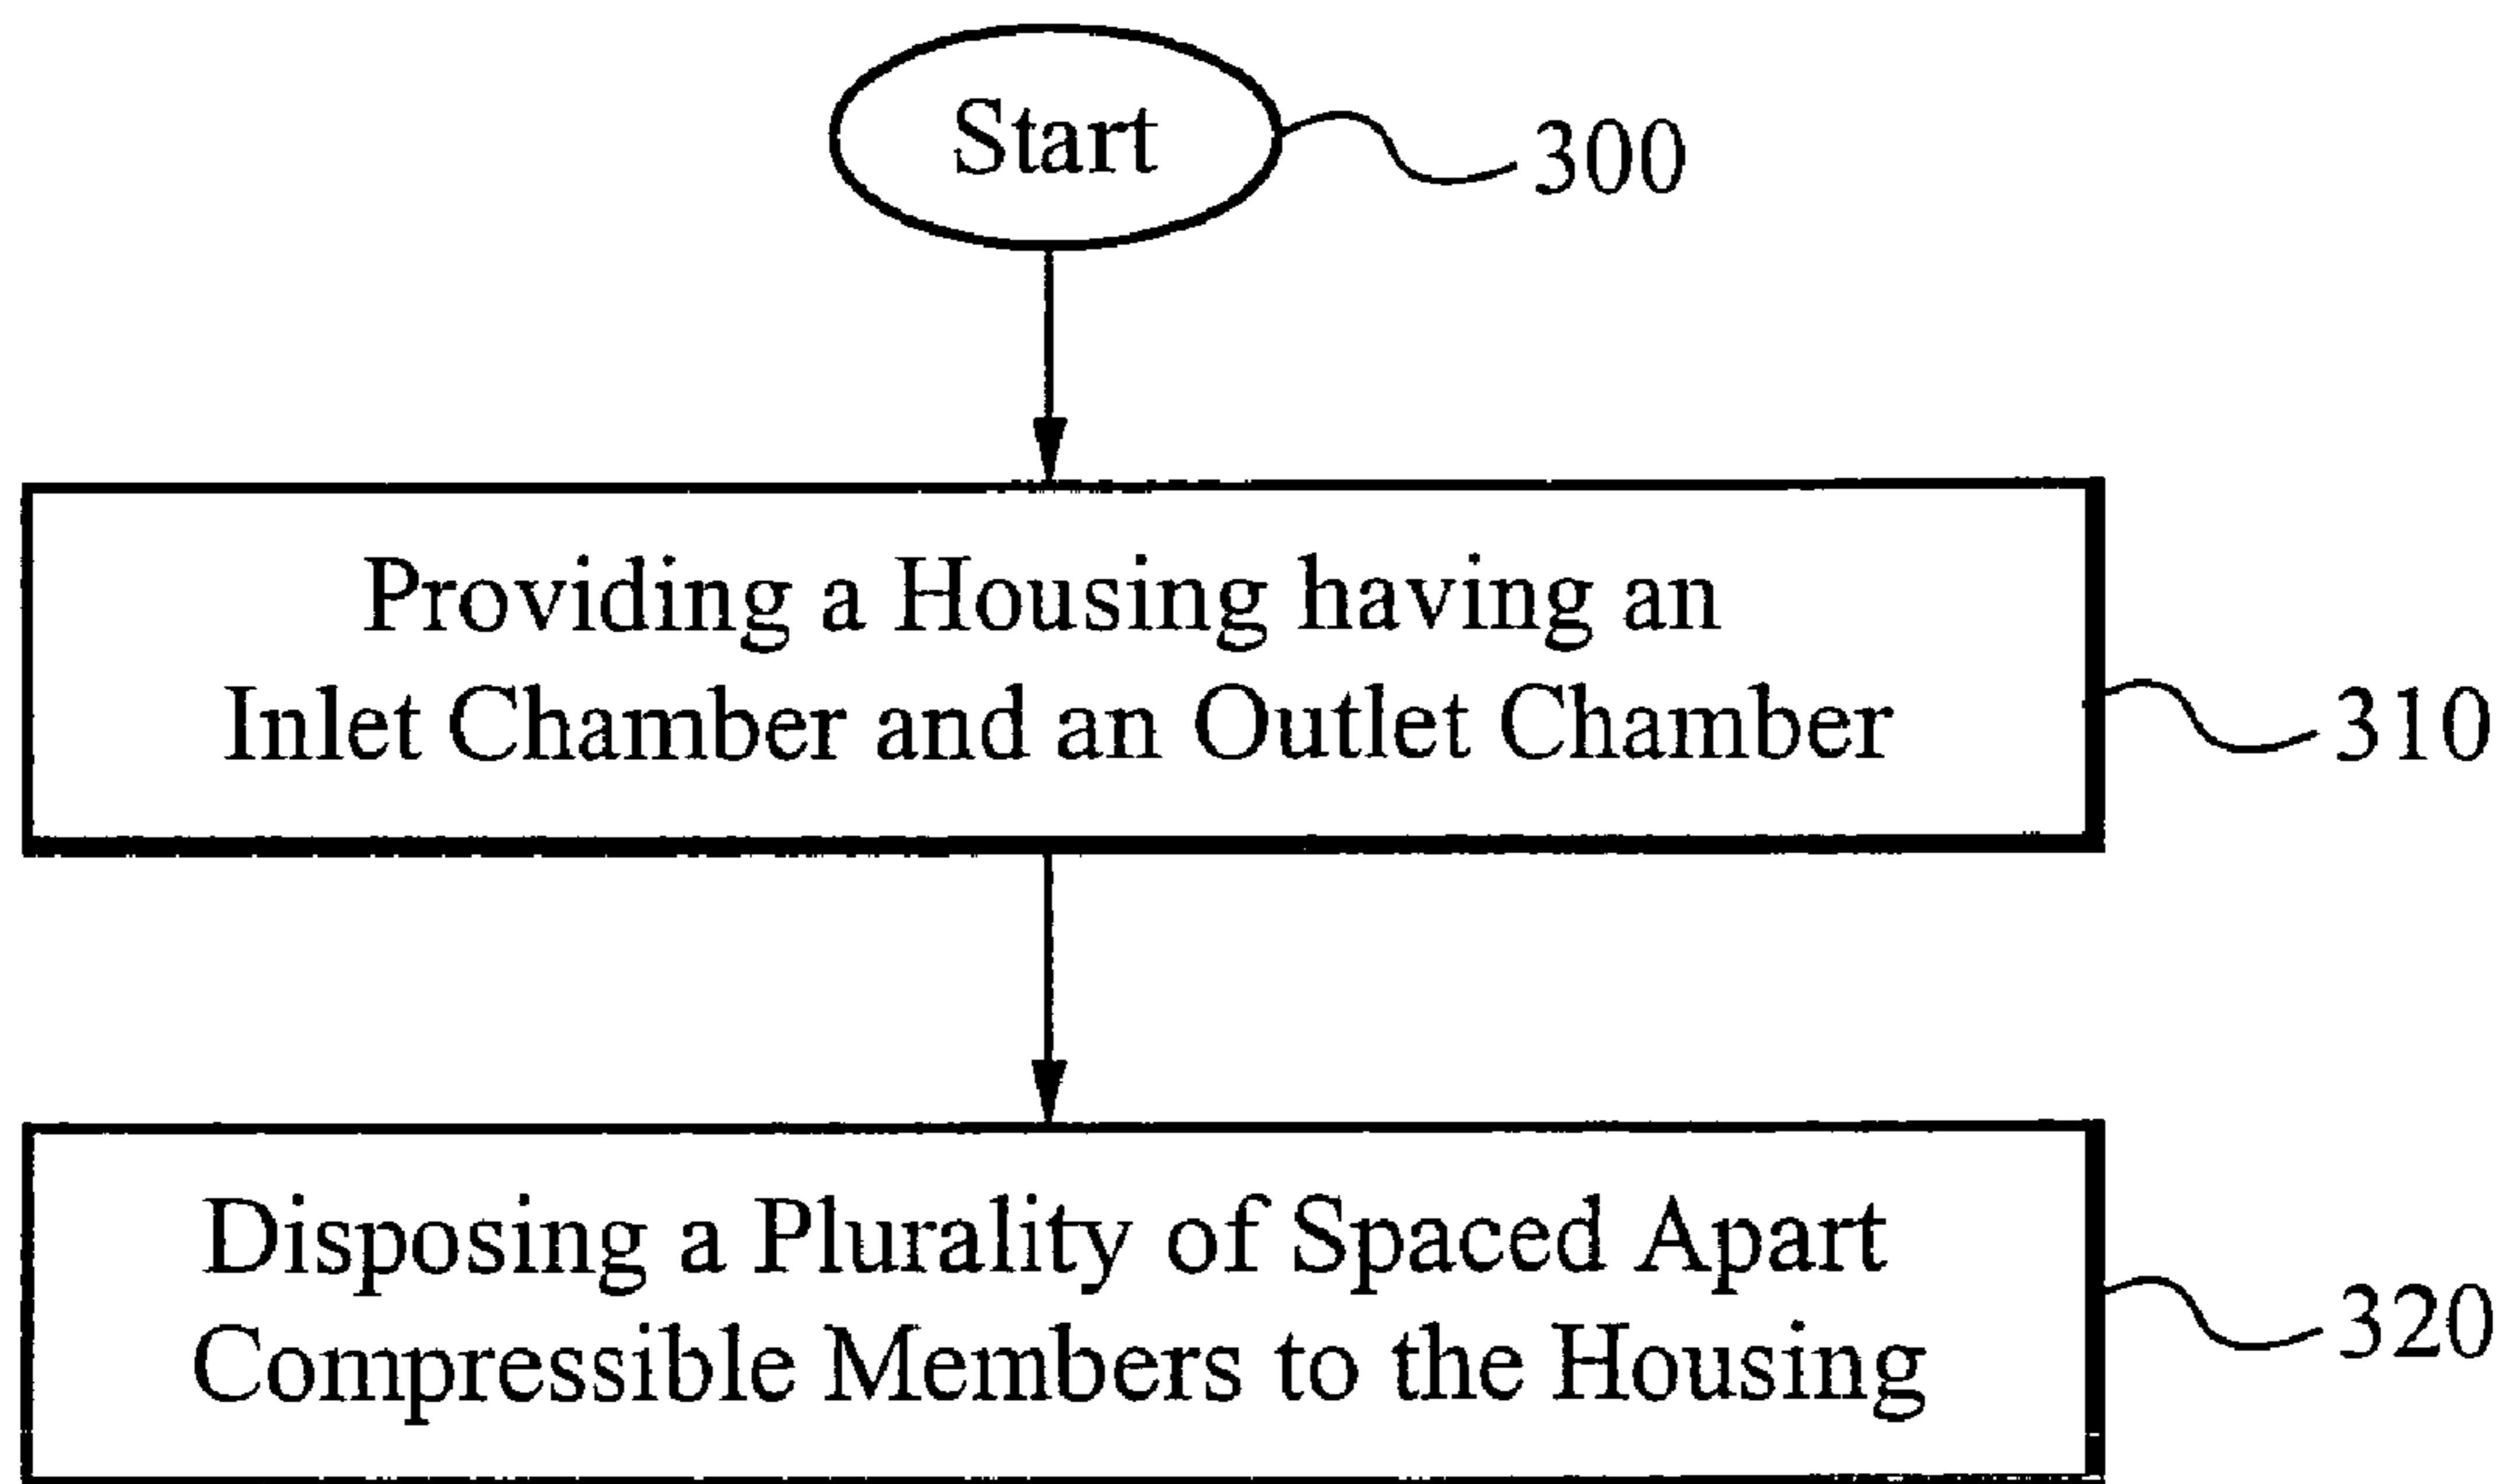 Start
300
Providing a Housing having an
Inlet Chamber and an Outlet Chamber
310
Disposing a Plurality of Spaced Apart
Compressible Members to the Housing
320